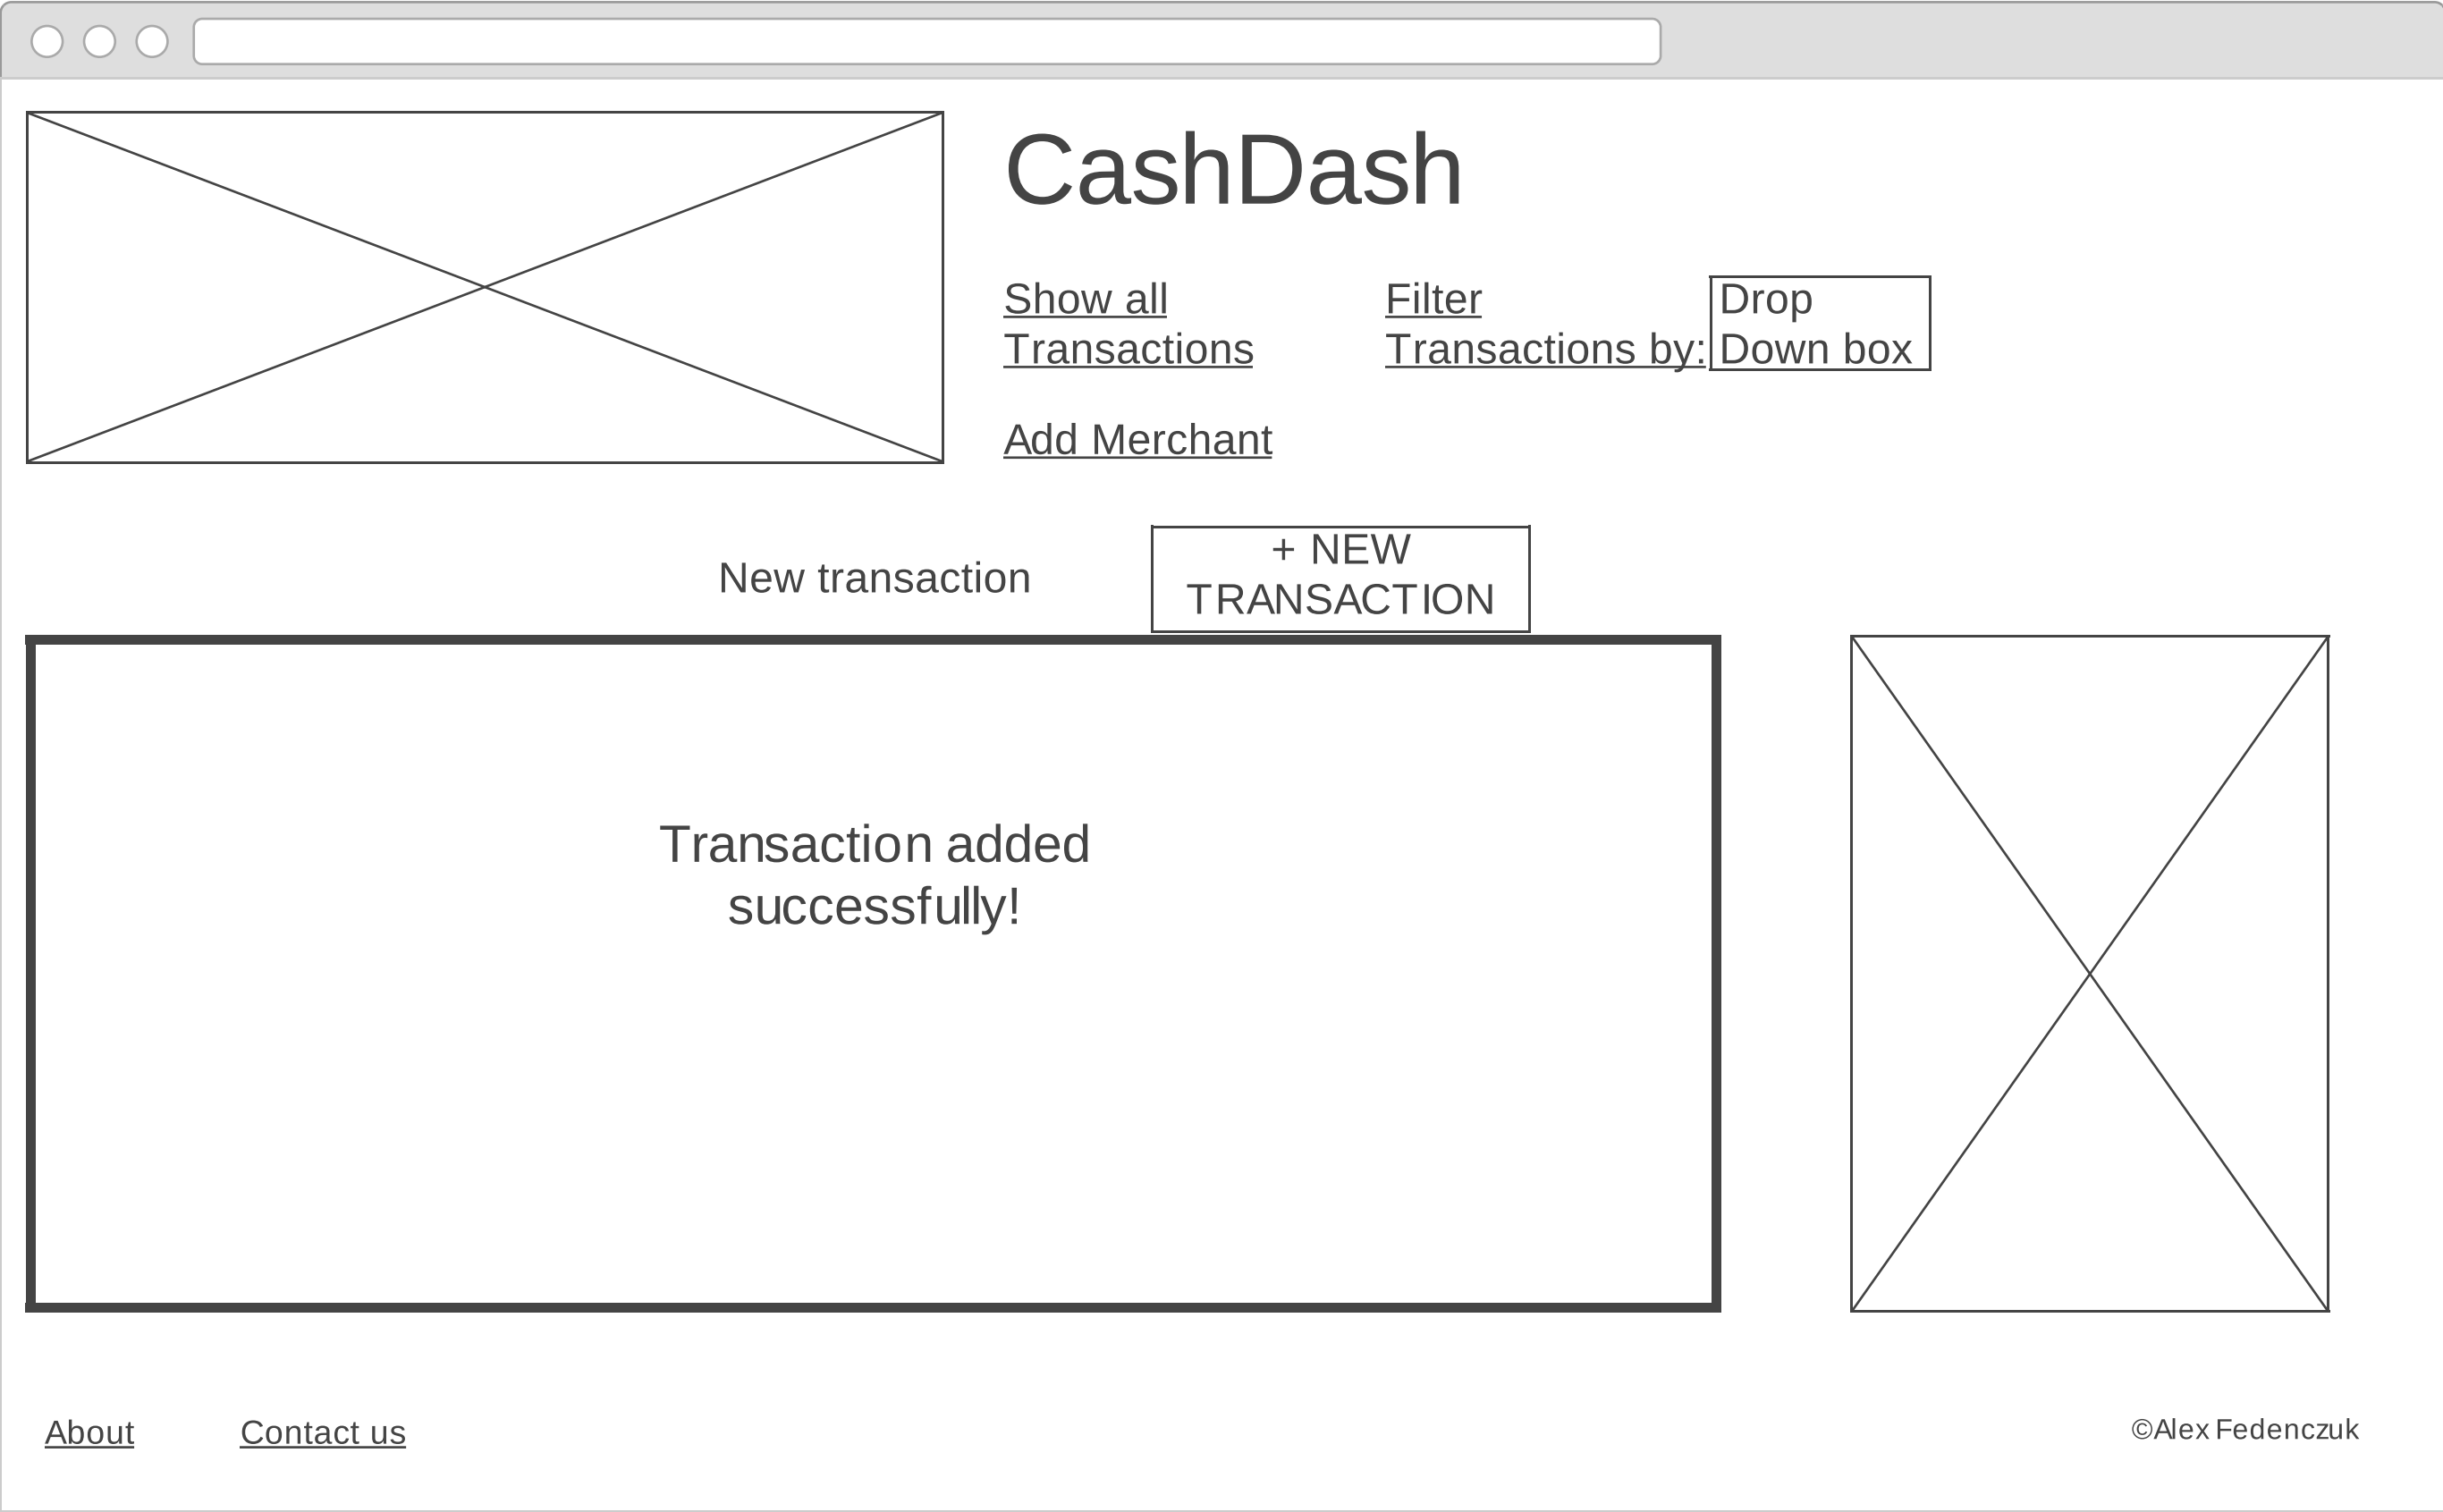 CashDash
Show all
Transactions
Filter
Transactions by:
Drop
Down box
Add Merchant
New transaction
+ NEW
TRANSACTION
Transaction added
successfully!
About
Contact us
©Alex Fedenczuk